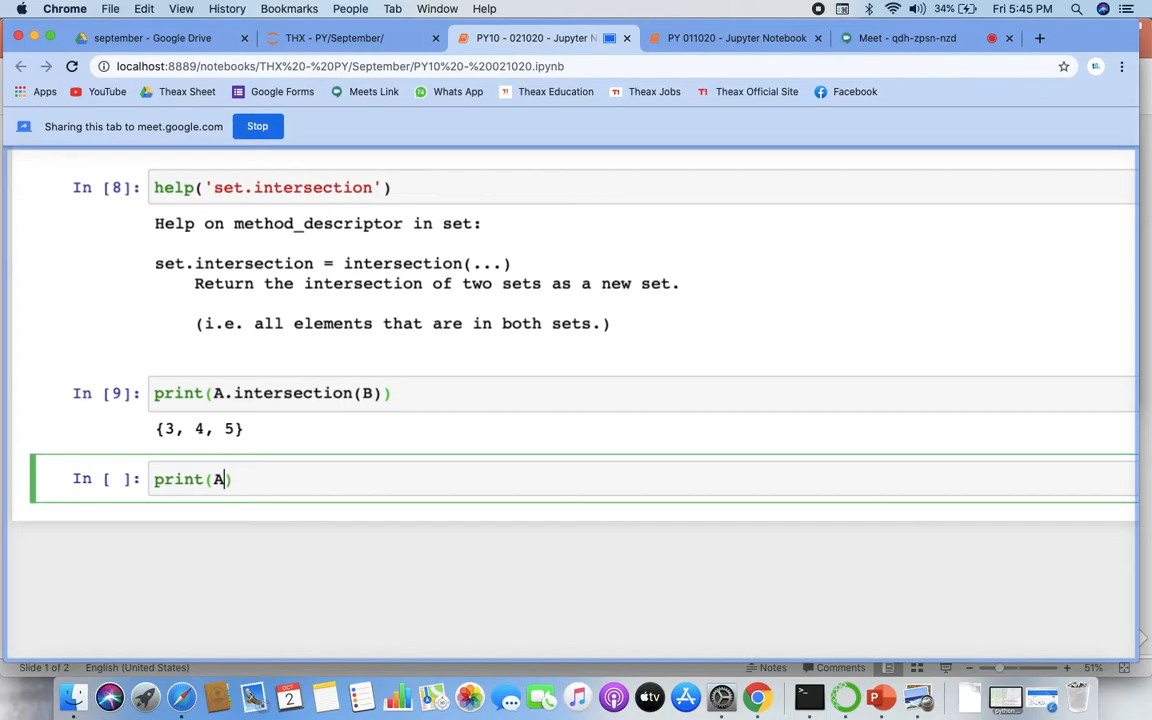 Chrome File Edit View History Bookmarks People Tab Window Help 34% Fri 5:45 PM
september - Google Drive THX - PY/September/ PY10 - 021020 - Jupyter N PY 011020 - Jupyter Notebook Meet - qdh-zpsn-nzd
localhost:8889/notebooks/THX%20-%20PY/September/PY10%20-%20021020.ipynb
Apps YouTube Theax Sheet Google Forms Meets Link Whats App Theax Education Theax Jobs Theax Official Site Facebook
Sharing this tab to meet.google.com Stop
In [8]: help('set.intersection')
Help on method_descriptor in set:
set.intersection = intersection(...)
Return the intersection of two sets as a new set.
(i.e. all elements that are in both sets.)
In [9]: print(A.intersection(B))
{3, 4, 5}
In [ ]: print(A)
Slide 1 of 2 English (United States) Notes Comments 51%